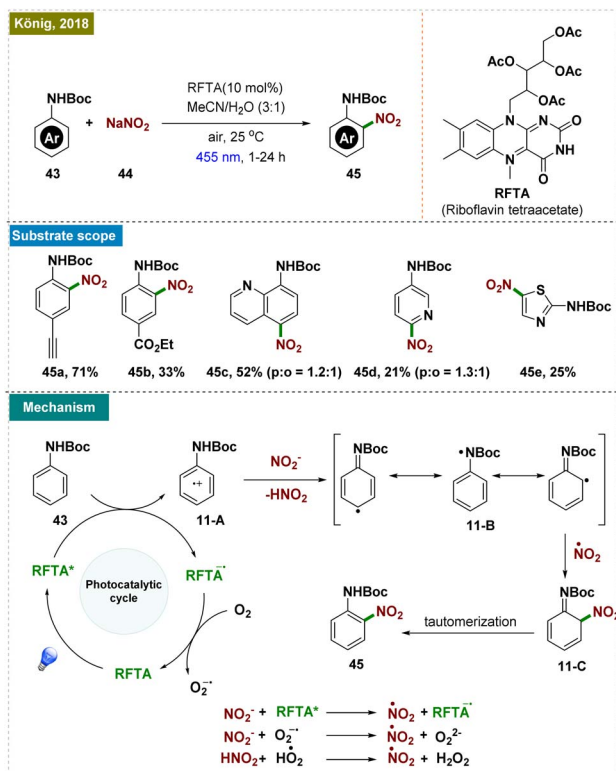 König, 2018
NHBoc
Ar
43
+
NaNO2
44
RFTA(10 mol%)
MeCN/H2O (3:1)
air, 25 °C
455 nm, 1-24 h
NHBoc
NO2
Ar
45
OAc
AcO
OAc
OAc
N
N
O
NH
N
O
RFTA
(Riboflavin tetraacetate)
Substrate scope
NHBoc
NO2
45a, 71%
NHBoc
NO2
CO2Et
45b, 33%
NHBoc
N
NO2
45c, 52% (p:o = 1.2:1)
NHBoc
N
NO2
45d, 21% (p:o = 1.3:1)
O2N
S
NHBoc
N
45e, 25%
Mechanism
NHBoc
43
NHBoc
•+
11-A
NO2-
-HNO2
NBoc
•NBoc
NBoc
11-B
•NO2
NBoc
NO2
11-C
tautomerization
NHBoc
NO2
45
RFTA*
Photocatalytic
cycle
RFTA-•
O2
RFTA
O2-•
NO2- + RFTA* •NO2 + RFTA-•
NO2- + O2-• •NO2 + O22-
HNO2+ HO2• •NO2 + H2O2